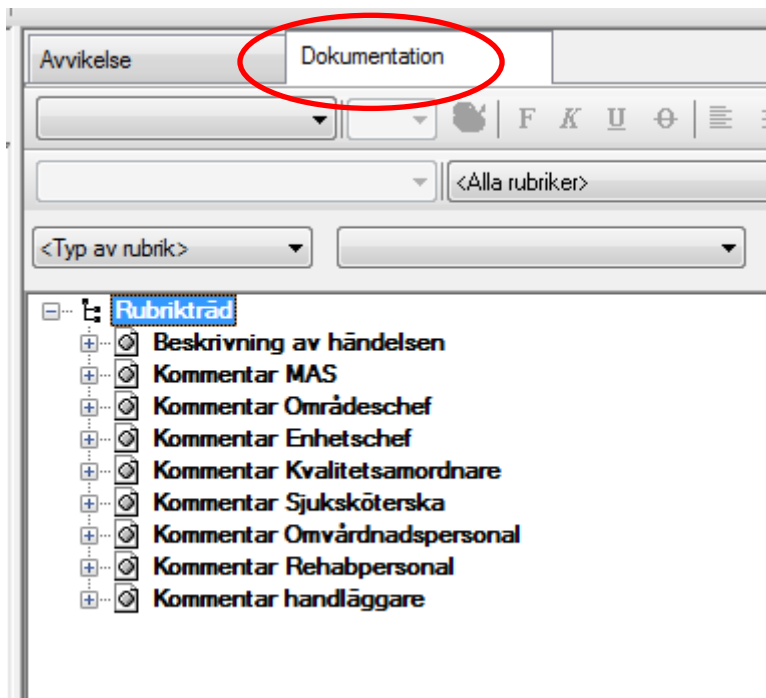 Avvikelse Dokumentation
F K U O
<Alla rubriker>
<Typ av rubrik>
Rubrikträd
Beskrivning av händelsen
Kommentar MAS
Kommentar Områdeschef
Kommentar Enhetschef
Kommentar Kvalitetsamordnare
Kommentar Sjuksköterska
Kommentar Omvårdnadspersonal
Kommentar Rehabpersonal
Kommentar handläggare